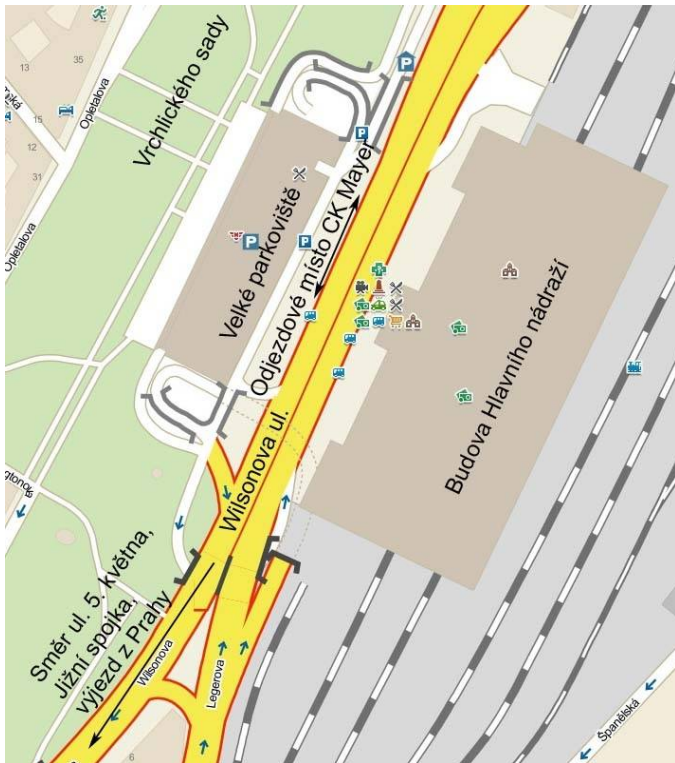 13
35
Opletalova
15
12
31
Opletalova
Vrchlického sady
P
P
P
P
Velké parkoviště
Odjezdové místo CK Mayer
Budova Hlavního nádraží
Wilsonova ul.
Směr ul. 5. května,
Jižní spojka,
výjezd z Prahy
Wilsonova
Legerova
6
Španělská